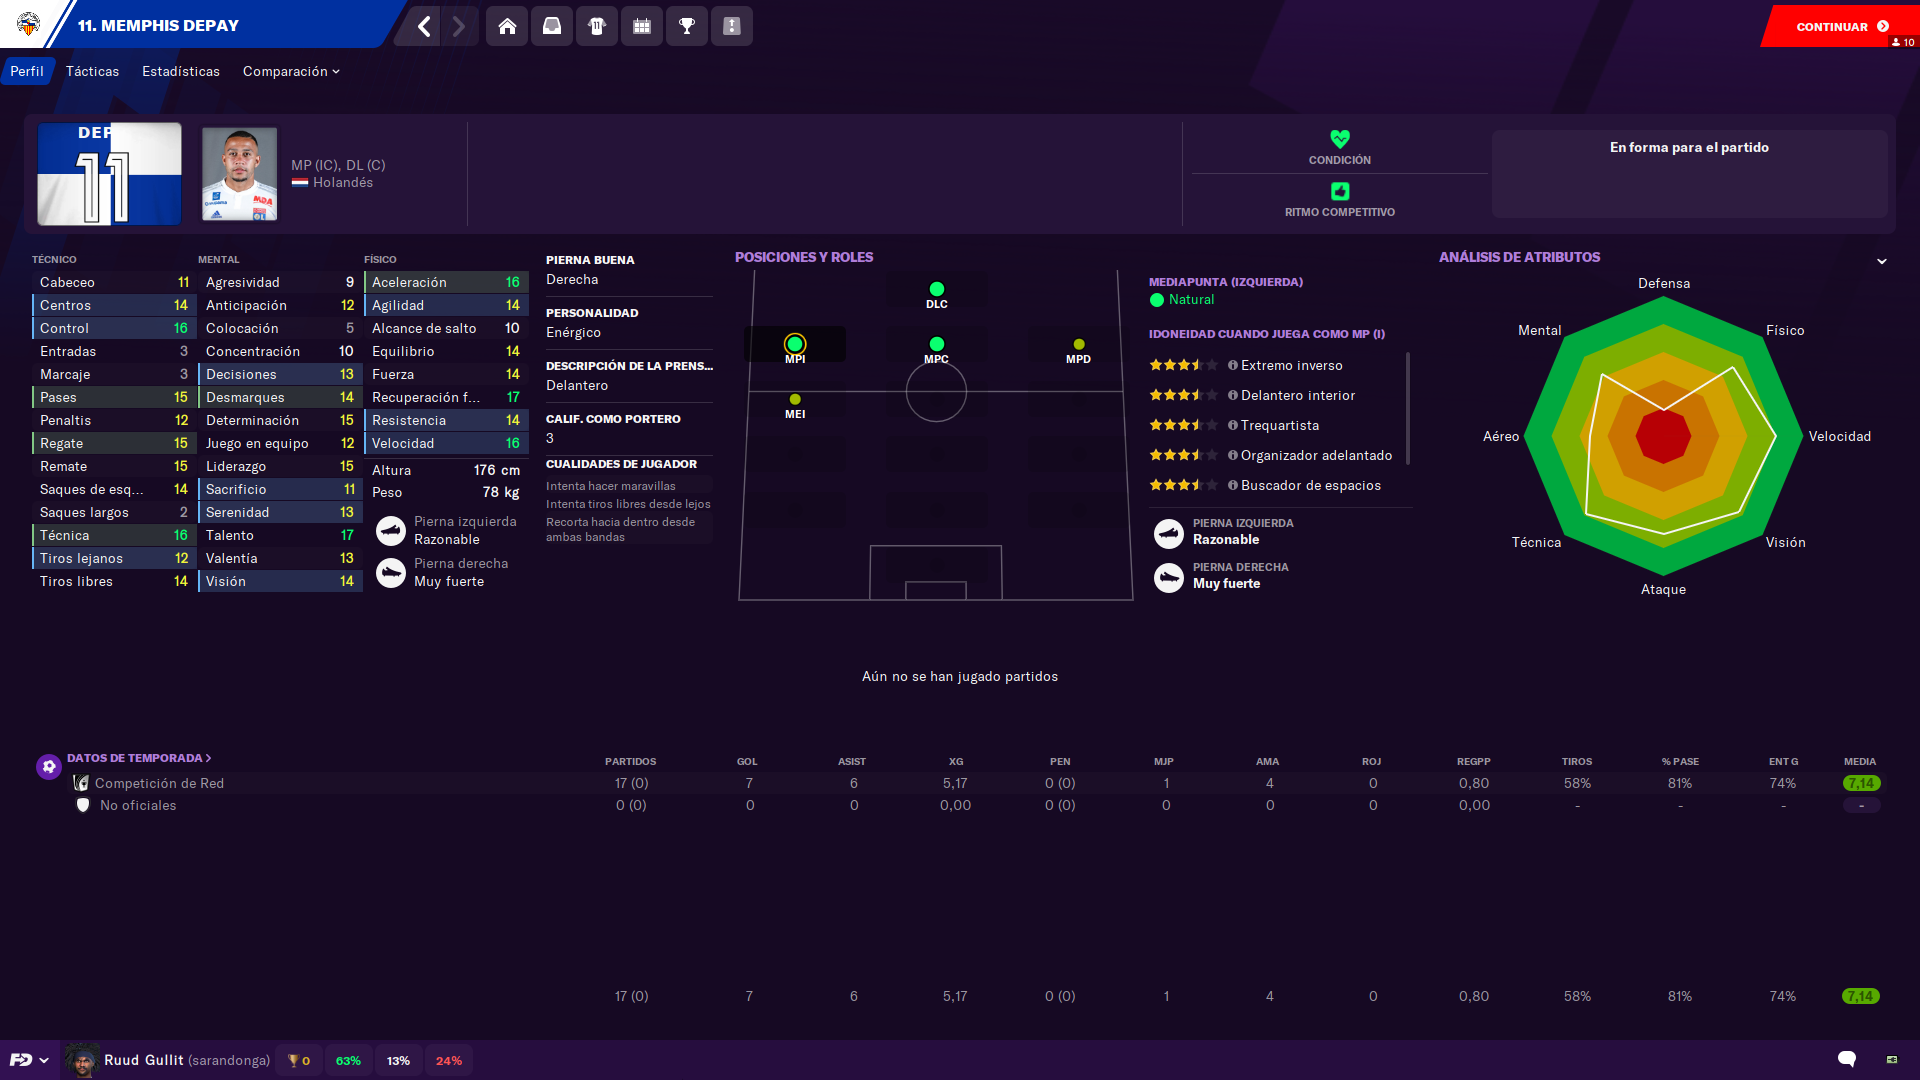 11. MEMPHIS DEPAY
CONTINUAR
10
Perfil
Tácticas
Estadísticas
Comparación
DEP
11
MP (IC), DL (C)
Holandés
CONDICIÓN
RITMO COMPETITIVO
En forma para el partido
TÉCNICO
Cabeceo 11
Centros 14
Control 16
Entradas 3
Marcaje 3
Pases 15
Penaltis 12
Regate 15
Remate 15
Saques de esq... 14
Saques largos 2
Técnica 16
Tiros lejanos 12
Tiros libres 14
MENTAL
Agresividad 9
Anticipación 12
Colocación 5
Concentración 10
Decisiones 13
Desmarques 14
Determinación 15
Juego en equipo 12
Liderazgo 15
Sacrificio 11
Serenidad 13
Talento 17
Valentía 13
Visión 14
FÍSICO
Aceleración 16
Agilidad 14
Alcance de salto 10
Equilibrio 14
Fuerza 14
Recuperación f... 17
Resistencia 14
Velocidad 16
Altura 176 cm
Peso 78 kg
Pierna izquierda
Razonable
Pierna derecha
Muy fuerte
PIERNA BUENA
Derecha
PERSONALIDAD
Enérgico
DESCRIPCIÓN DE LA PRENS...
Delantero
CALIF. COMO PORTERO
3
CUALIDADES DE JUGADOR
Intenta hacer maravillas
Intenta tiros libres desde lejos
Recorta hacia dentro desde
ambas bandas
POSICIONES Y ROLES
DLC
MPI
MPC
MPD
MEI
MEDIAPUNTA (IZQUIERDA)
Natural
IDONEIDAD CUANDO JUEGA COMO MP (I)
Extremo inverso
Delantero interior
Trequartista
Organizador adelantado
Buscador de espacios
PIERNA IZQUIERDA
Razonable
PIERNA DERECHA
Muy fuerte
ANÁLISIS DE ATRIBUTOS
Defensa
Mental
Físico
Aéreo
Velocidad
Técnica
Visión
Ataque
Aún no se han jugado partidos
DATOS DE TEMPORADA
PARTIDOS GOL ASIST XG PEN MJP AMA ROJ REGPP TIROS % PASE ENT G MEDIA
Competición de Red 17 (0) 7 6 5,17 0 (0) 1 4 0 0,80 58% 81% 74% 7,14
No oficiales 0 (0) 0 0 0,00 0 (0) 0 0 0 0,00 - - - -
17 (0) 7 6 5,17 0 (0) 1 4 0 0,80 58% 81% 74% 7,14
FD
Ruud Gullit (sarandonga)
0
63%
13%
24%